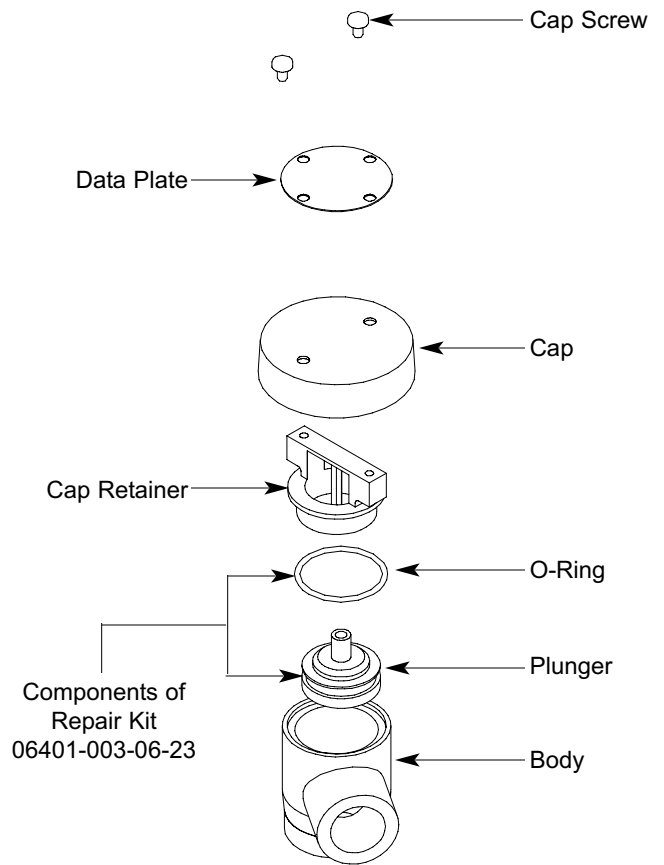 Cap Screw
Data Plate
Cap
Cap Retainer
O-Ring
Plunger
Components of
Repair Kit
06401-003-06-23
Body